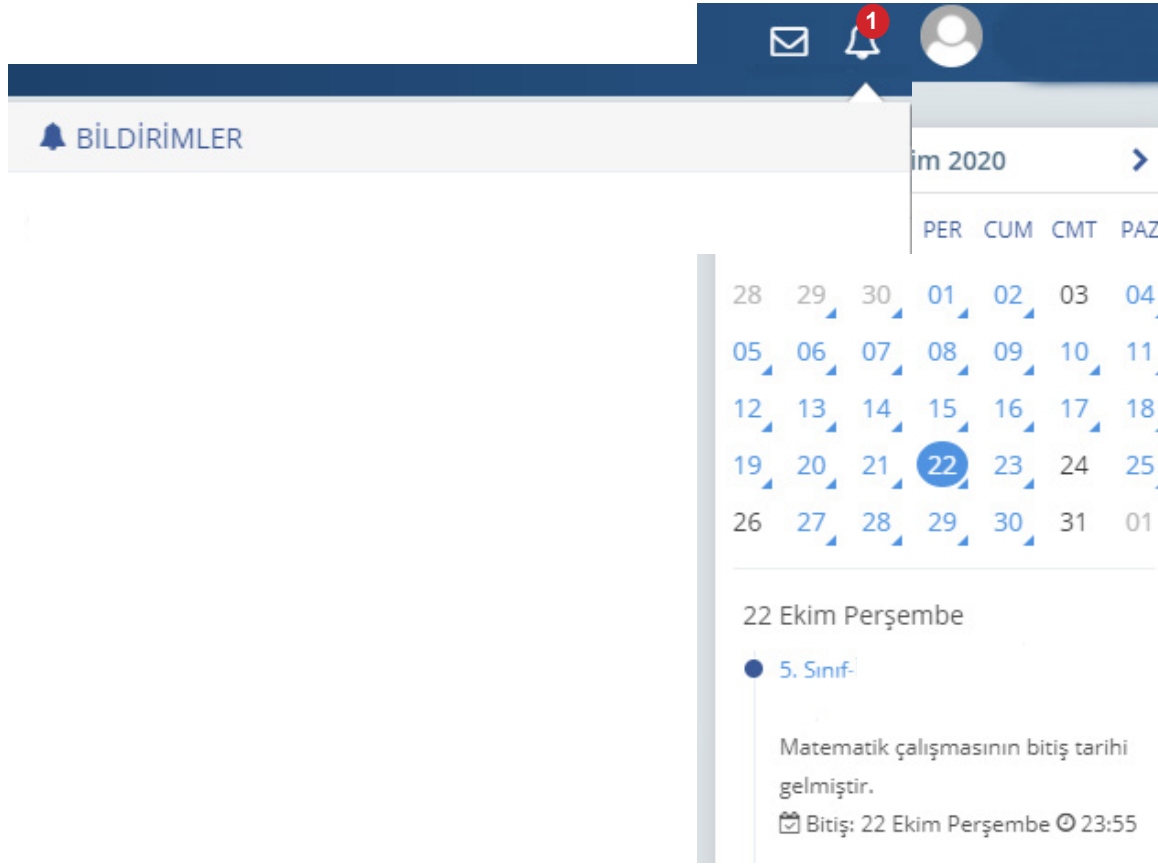 1
BİLDİRİMLER
im 2020
PER CUM CMT PAZ
28 29 30 01 02 03 04
05 06 07 08 09 10 11
12 13 14 15 16 17 18
19 20 21 22 23 24 25
26 27 28 29 30 31 01
22 Ekim Perşembe
5. Sınıf-
Matematik çalışmasının bitiş tarihi
gelmiştir.
Bitiş: 22 Ekim Perşembe 23:55